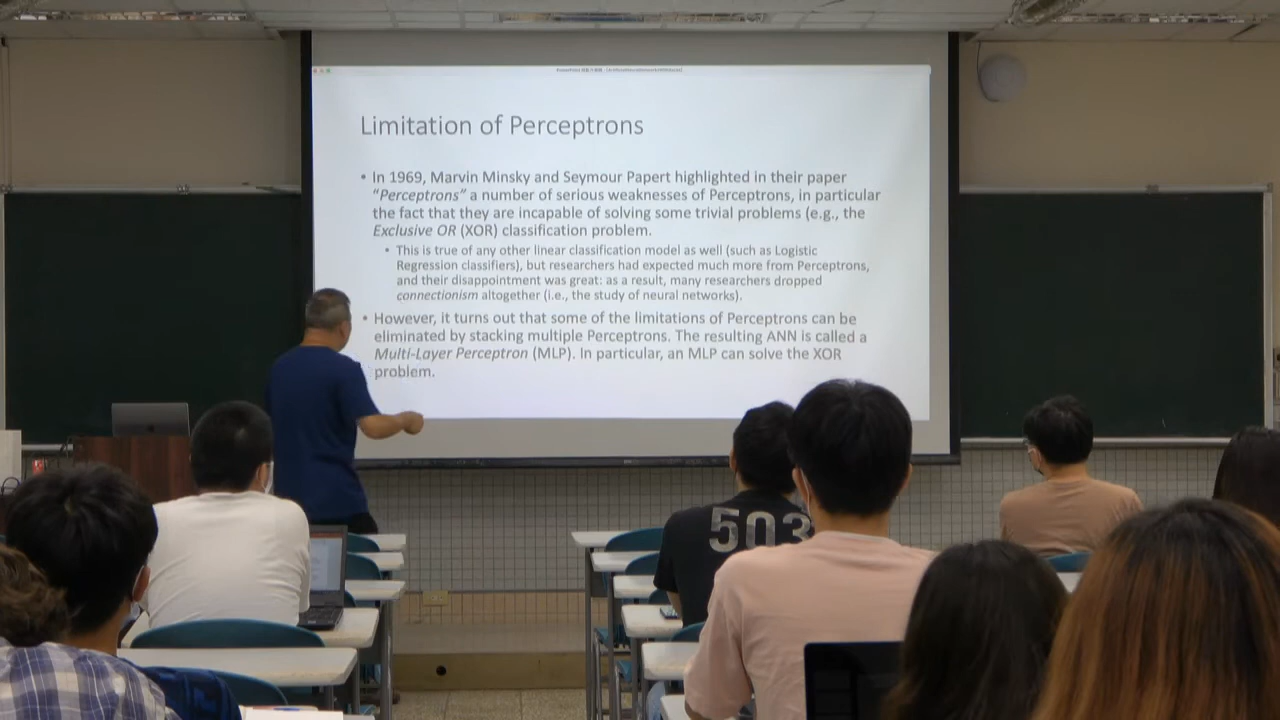 Limitation of Perceptrons
• In 1969, Marvin Minsky and Seymour Papert highlighted in their paper
"Perceptrons" a number of serious weaknesses of Perceptrons, in particular
the fact that they are incapable of solving some trivial problems (e.g., the
Exclusive OR (XOR) classification problem.
• This is true of any other linear classification model as well (such as Logistic
Regression classifiers), but researchers had expected much more from Perceptrons,
and their disappointment was great: as a result, many researchers dropped
connectionism altogether (i.e., the study of neural networks).
• However, it turns out that some of the limitations of Perceptrons can be
eliminated by stacking multiple Perceptrons. The resulting ANN is called a
Multi-Layer Perceptron (MLP). In particular, an MLP can solve the XOR
problem.
503